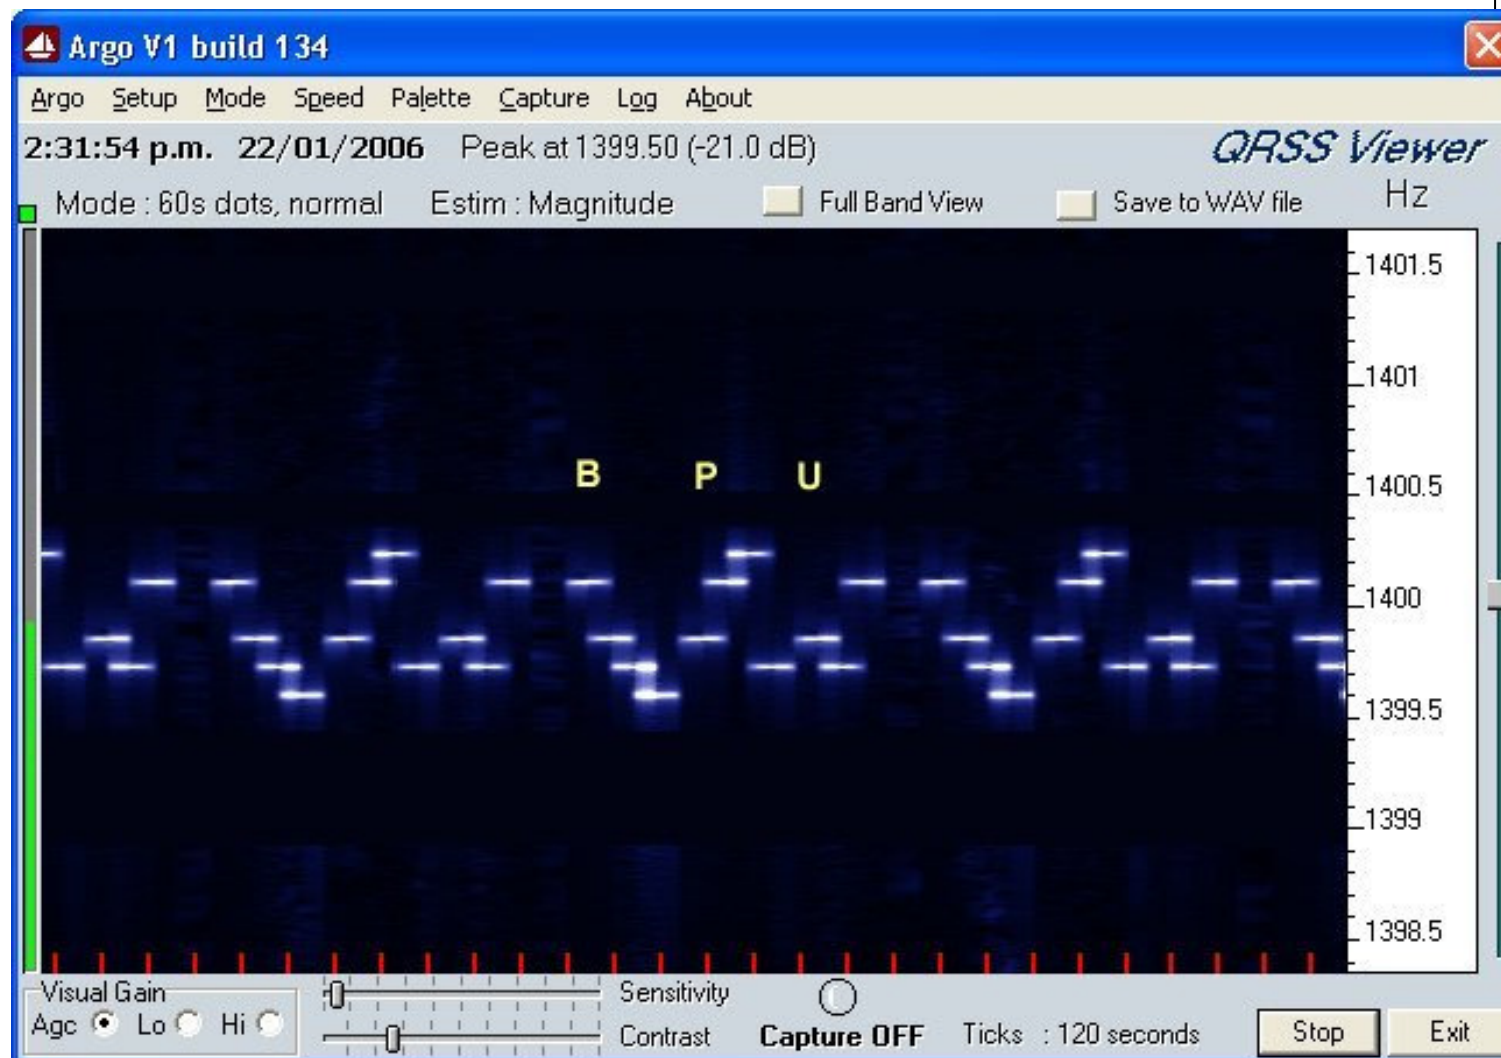 Argo V1 build 134
Argo Setup Mode Speed Palette Capture Log About
2:31:54 p.m. 22/01/2006 Peak at 1399.50 (-21.0 dB) QRSS Viewer
Mode : 60s dots, normal Estim : Magnitude Full Band View Save to WAV file Hz
1401.5
1401
B P U
1400.5
1400
1399.5
1399
1398.5
Visual Gain
Agc Lo Hi
Sensitivity
Contrast
Capture OFF
Ticks : 120 seconds
Stop
Exit